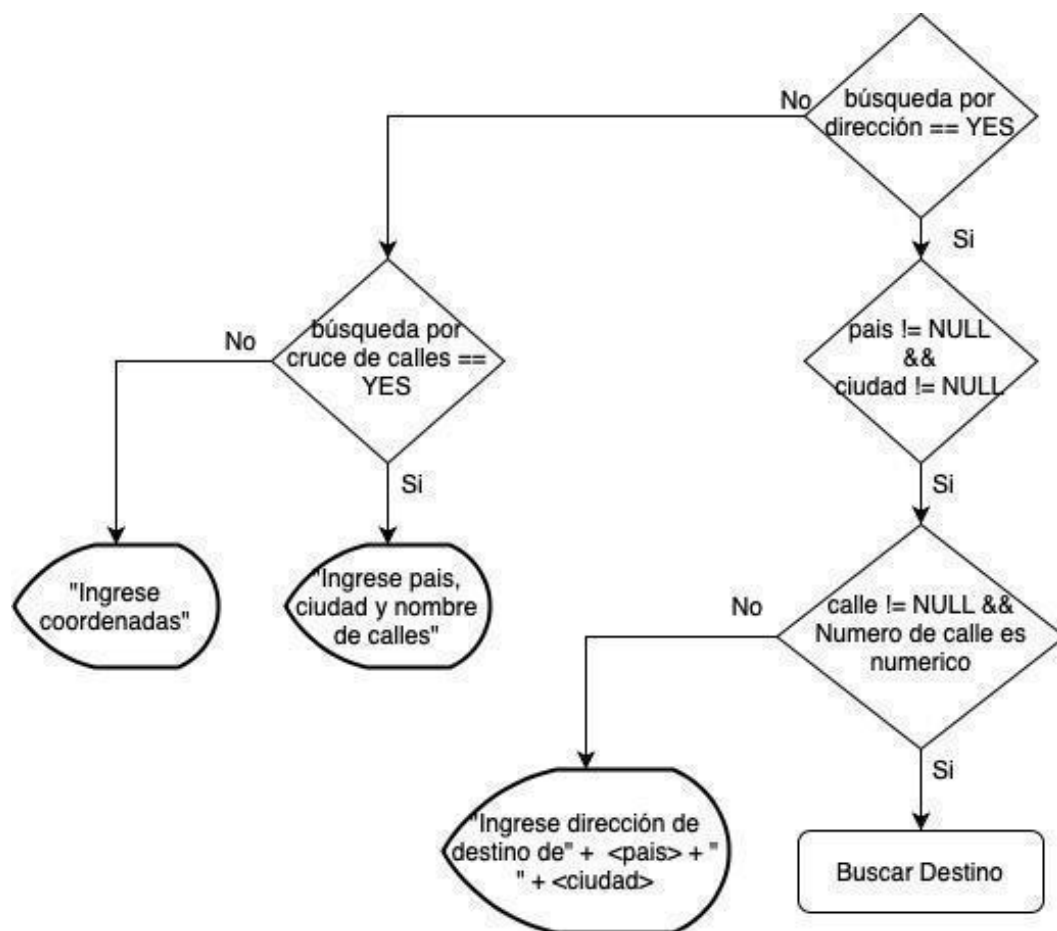 búsqueda por
dirección == YES
No
Si
búsqueda por
cruce de calles ==
YES
No
Si
pais != NULL
&&
ciudad != NULL
Si
"Ingrese
coordenadas"
"Ingrese pais,
ciudad y nombre
de calles"
calle != NULL &&
Numero de calle es
numerico
No
Si
"Ingrese dirección de
destino de" + <pais> + "
" + <ciudad>
Buscar Destino